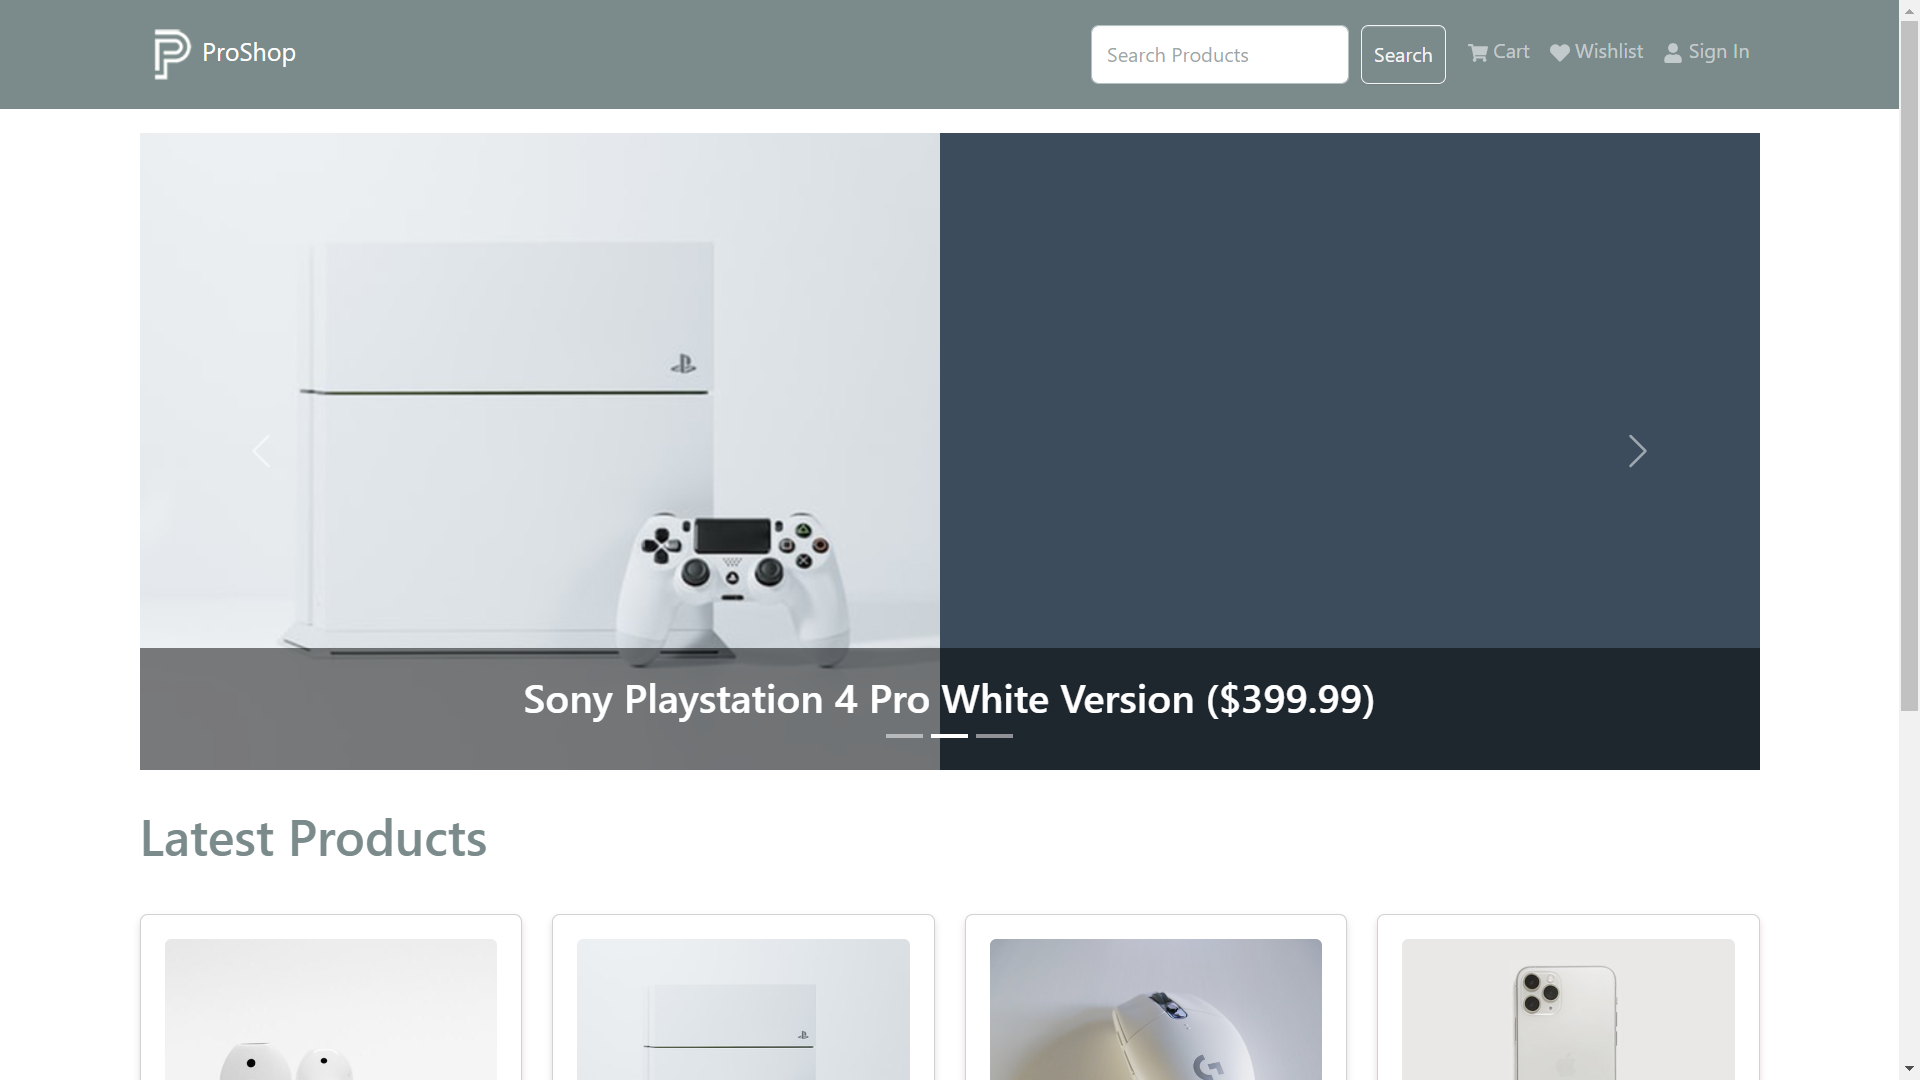 ProShop
Search Products
Search
Cart
Wishlist
Sign In
Sony Playstation 4 Pro White Version ($399.99)
Latest Products